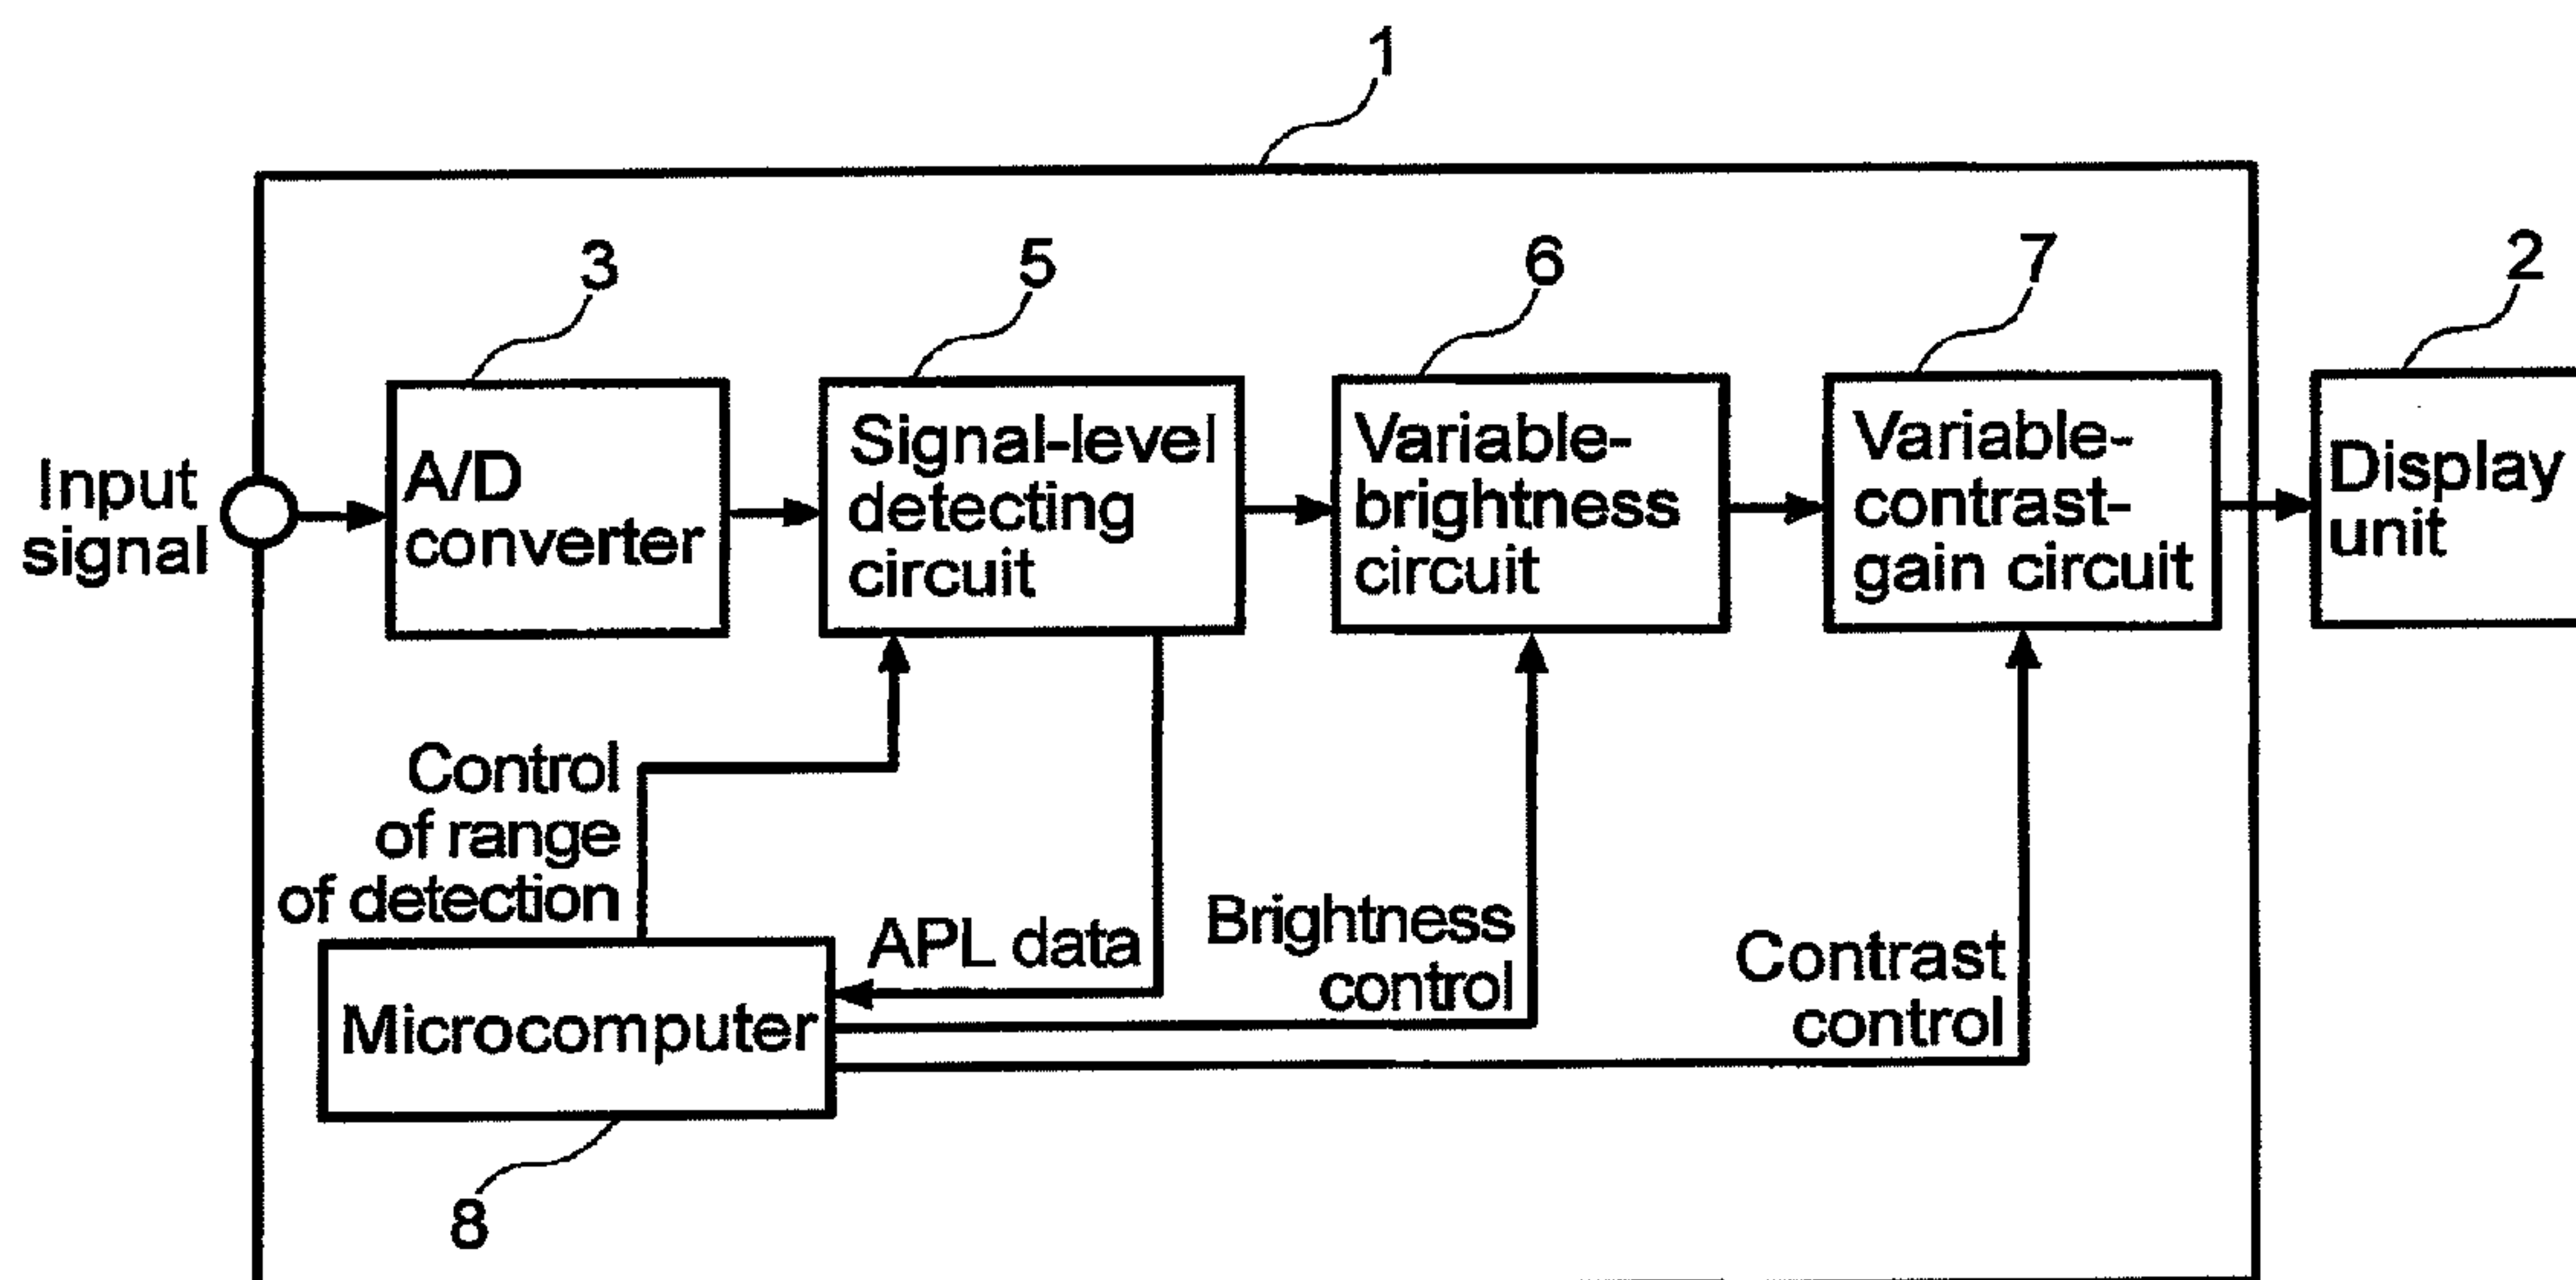 1
3
5
6
7
2
Input
signal
A/D
converter
Signal-level
detecting
circuit
Variable-
brightness
circuit
Variable-
contrast-
gain circuit
Display
unit
Control
of range
of detection
APL data
Brightness
control
Contrast
control
Microcomputer
8